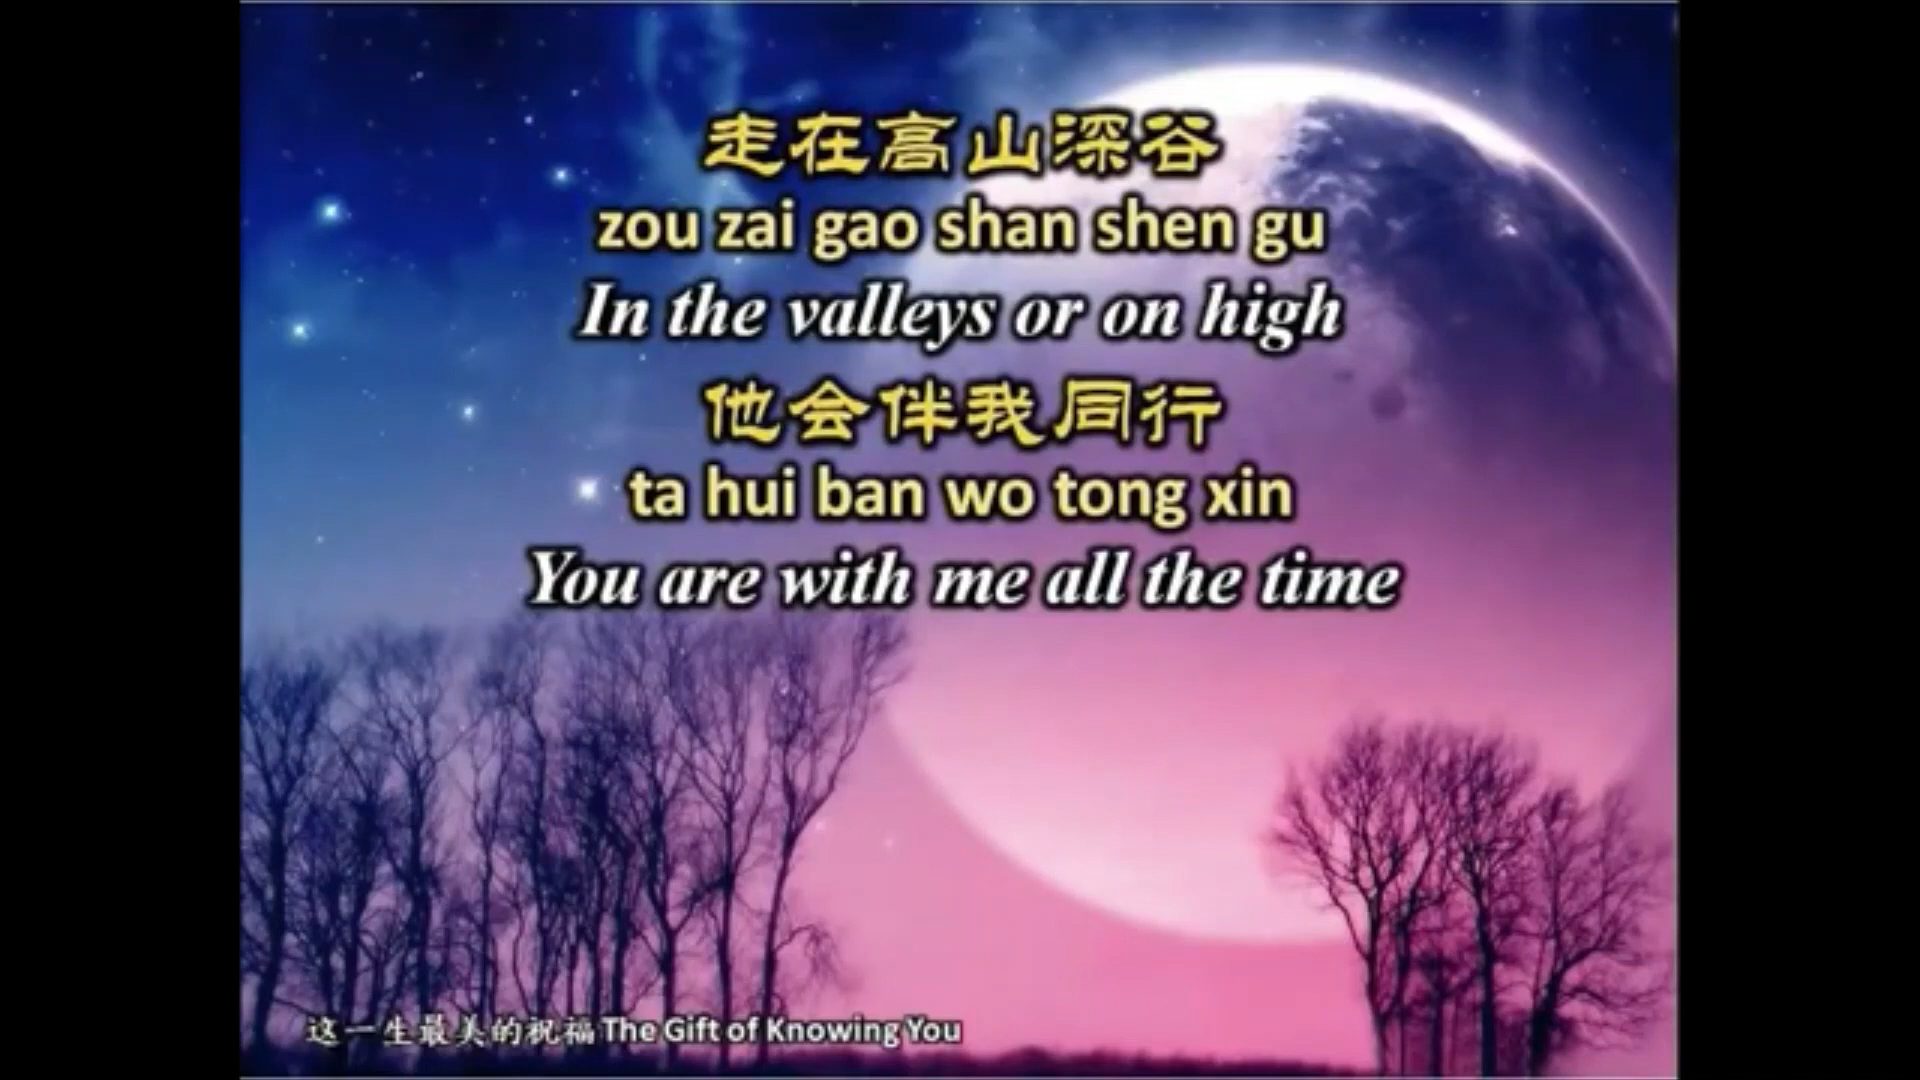 走在高山深谷
zou zai gao shan shen gu
In the valleys or on high
他会伴我同行
ta hui ban wo tong xin
You are with me all the time
这一生最美的祝福 The Gift of Knowing You